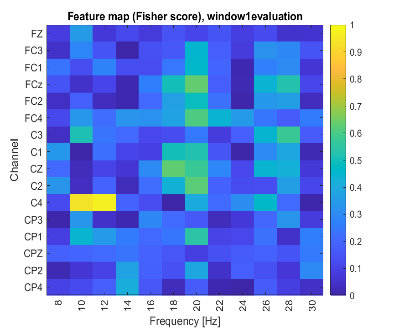 Feature map (Fisher score), window1evaluation
Channel
FZ
FC3
FC1
FCz
FC2
FC4
C3
C1
CZ
C2
C4
CP3
CP1
CPZ
CP2
CP4
8 10 12 14 16 18 20 22 24 26 28 30
Frequency [Hz]
1
0.9
0.8
0.7
0.6
0.5
0.4
0.3
0.2
0.1
0